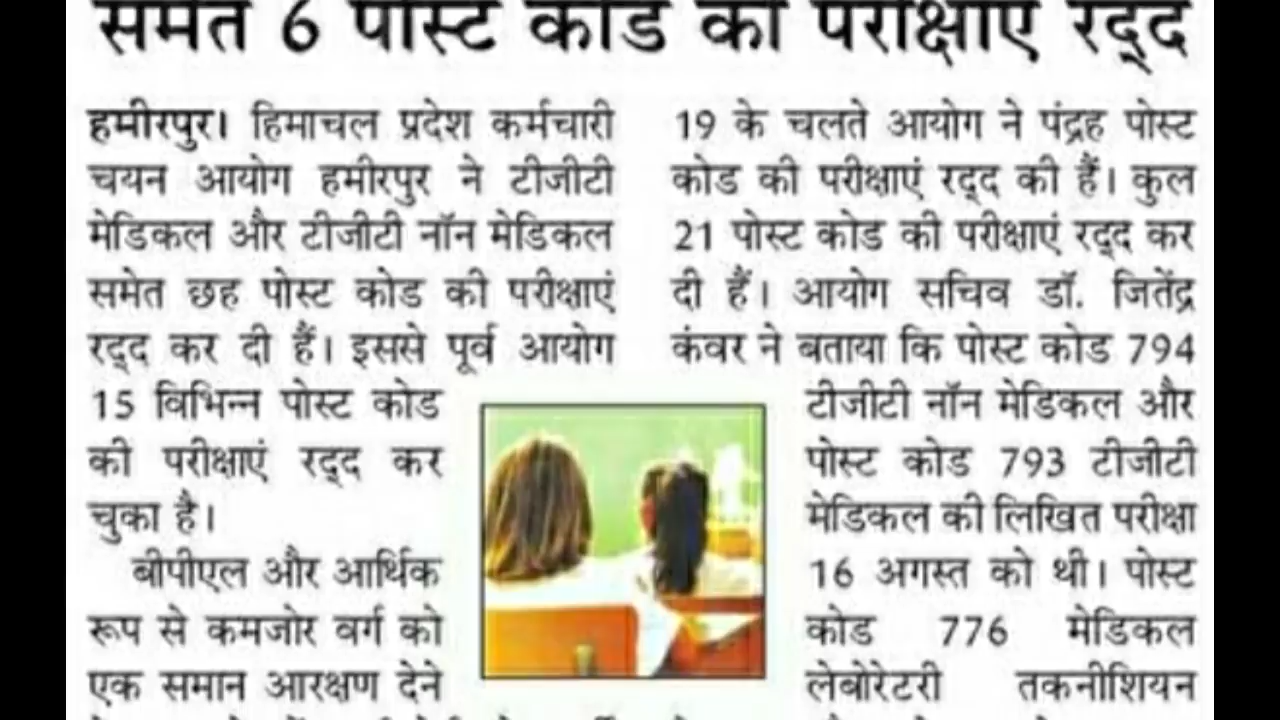 समेत 6 पोस्ट कोड की परीक्षाएं रद्द
हमीरपुर। हिमाचल प्रदेश कर्मचारी
चयन आयोग हमीरपुर ने टीजीटी
मेडिकल और टीजीटी नॉन मेडिकल
समेत छह पोस्ट कोड की परीक्षाएं
रद्द कर दी हैं। इससे पूर्व आयोग
15 विभिन्न पोस्ट कोड
की परीक्षाएं रद्द कर
चुका है।
बीपीएल और आर्थिक
रूप से कमजोर वर्ग को
एक समान आरक्षण देने
19 के चलते आयोग ने पंद्रह पोस्ट
कोड की परीक्षाएं रद्द की हैं। कुल
21 पोस्ट कोड की परीक्षाएं रद्द कर
दी हैं। आयोग सचिव डॉ. जितेंद्र
कंवर ने बताया कि पोस्ट कोड 794
टीजीटी नॉन मेडिकल और
पोस्ट कोड 793 टीजीटी
मेडिकल की लिखित परीक्षा
16 अगस्त को थी। पोस्ट
कोड 776 मेडिकल
लेबोरेटरी तकनीशियन